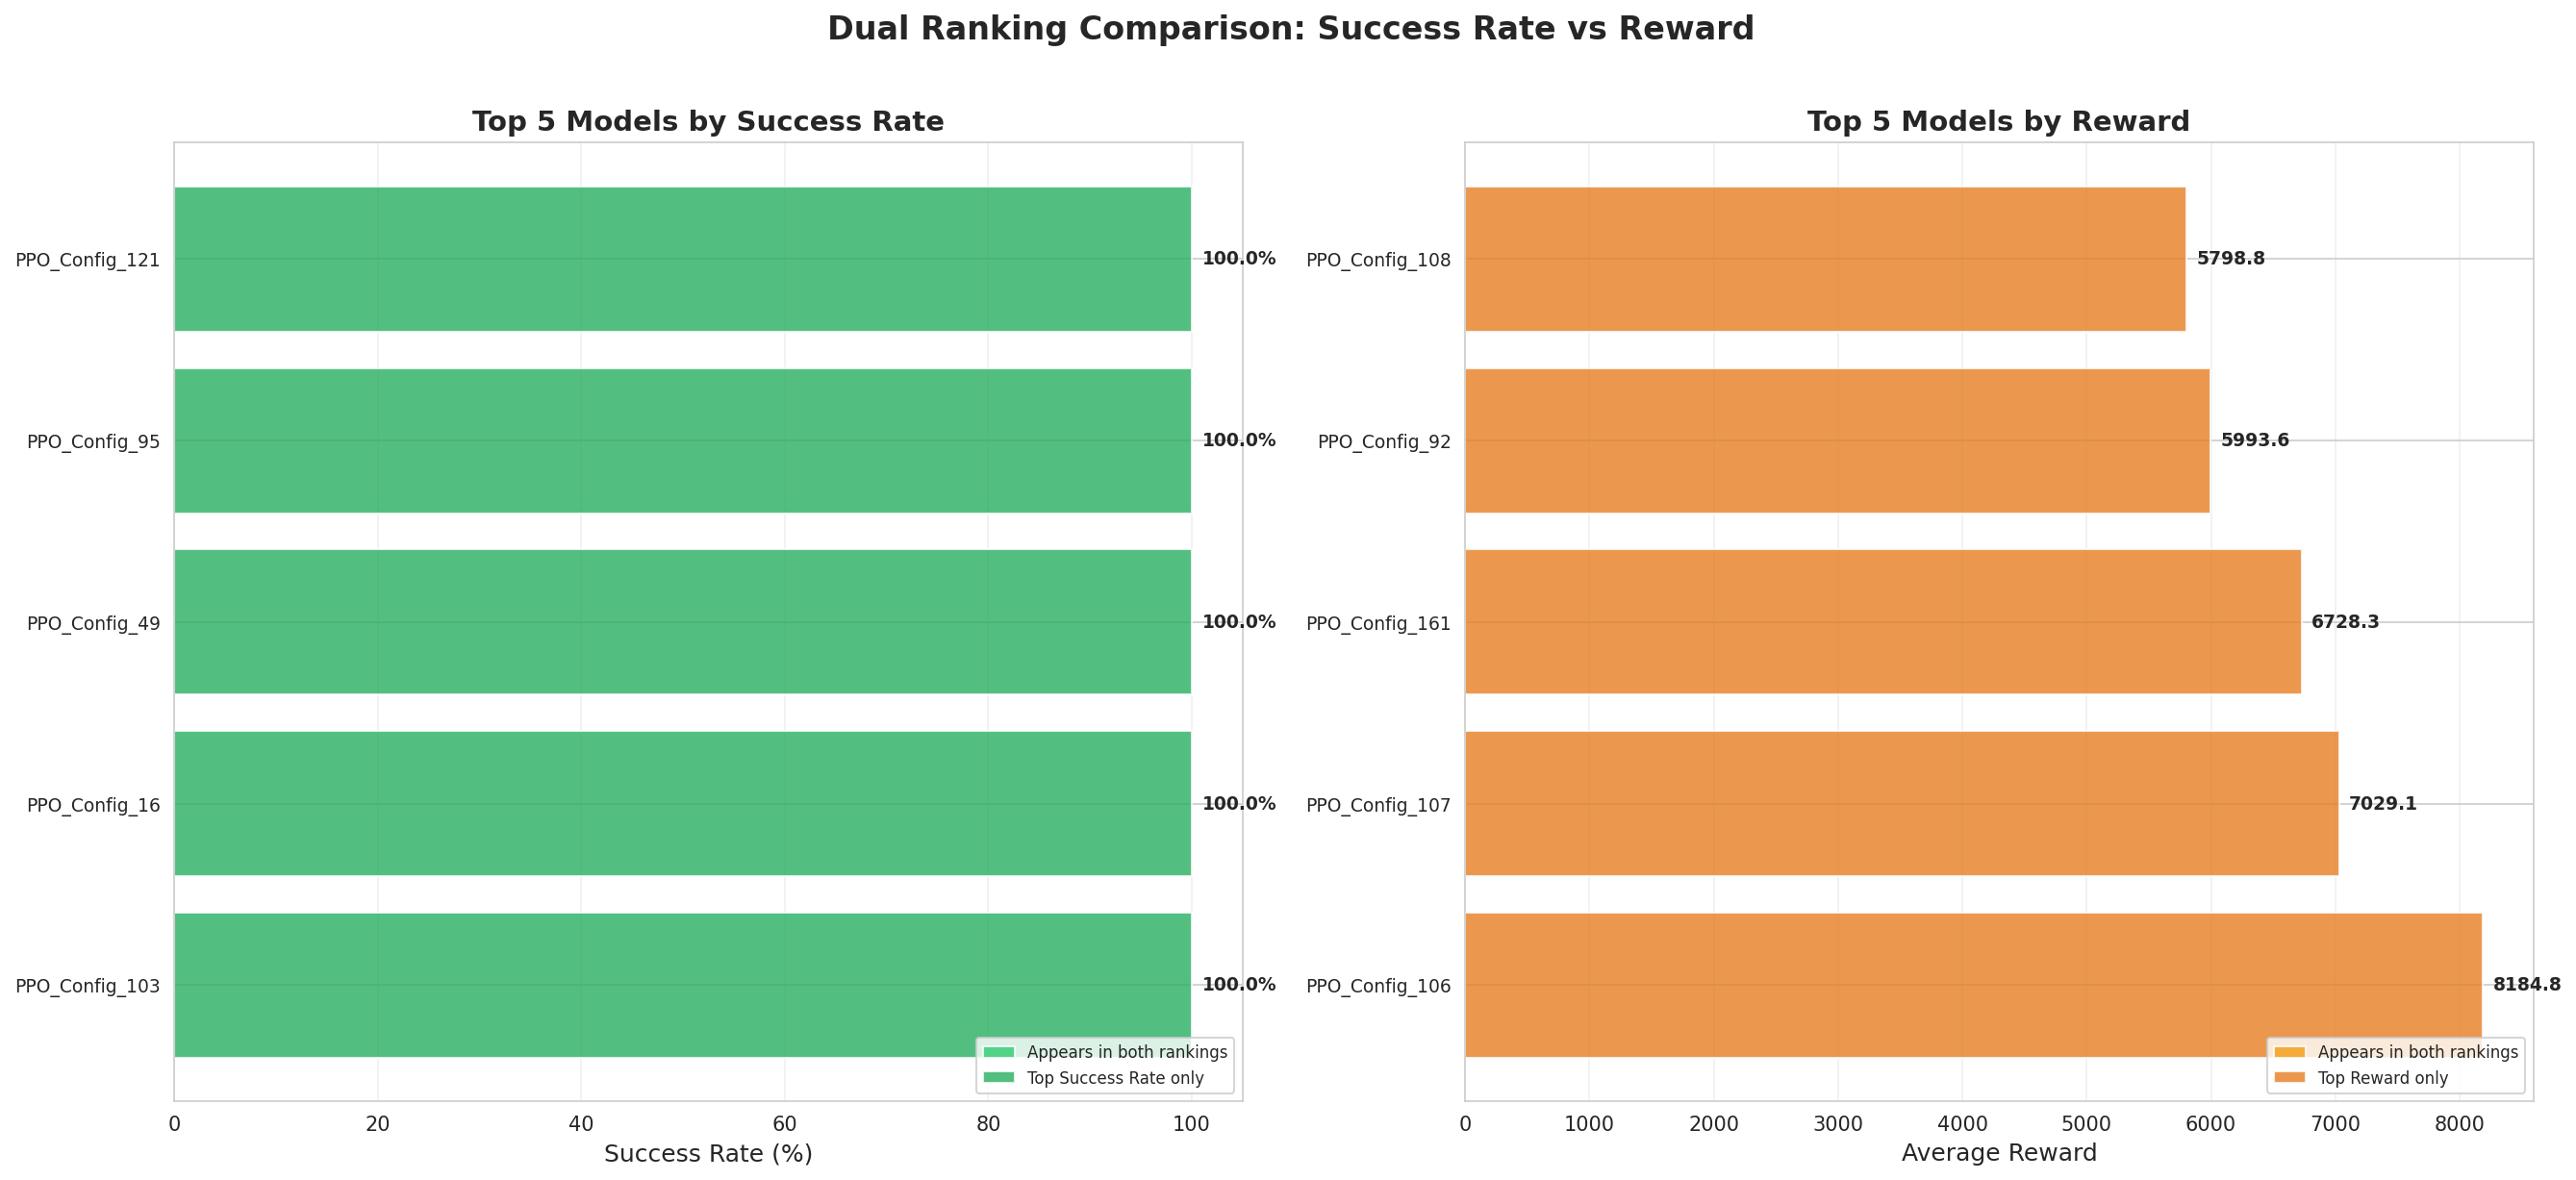 Dual Ranking Comparison: Success Rate vs Reward
Top 5 Models by Success Rate
PPO_Config_121
100.0%
PPO_Config_95
100.0%
PPO_Config_49
100.0%
PPO_Config_16
100.0%
PPO_Config_103
100.0%
Appears in both rankings
Top Success Rate only
0 20 40 60 80 100
Success Rate (%)
Top 5 Models by Reward
PPO_Config_108
5798.8
PPO_Config_92
5993.6
PPO_Config_161
6728.3
PPO_Config_107
7029.1
PPO_Config_106
8184.8
Appears in both rankings
Top Reward only
0 1000 2000 3000 4000 5000 6000 7000 8000
Average Reward